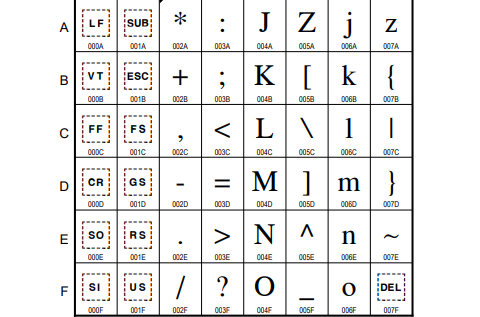 A LF SUB * : J Z j z
000A 001A 002A 003A 004A 005A 006A 007A
B VT ESC + ; K [ k {
000B 001B 002B 003B 004B 005B 006B 007B
C FF FS , < L \ l |
000C 001C 002C 003C 004C 005C 006C 007C
D CR GS - = M ] m }
000D 001D 002D 003D 004D 005D 006D 007D
E SO RS . > N ^ n ~
000E 001E 002E 003E 004E 005E 006E 007E
F SI US / ? O _ o DEL
000F 001F 002F 003F 004F 005F 006F 007F